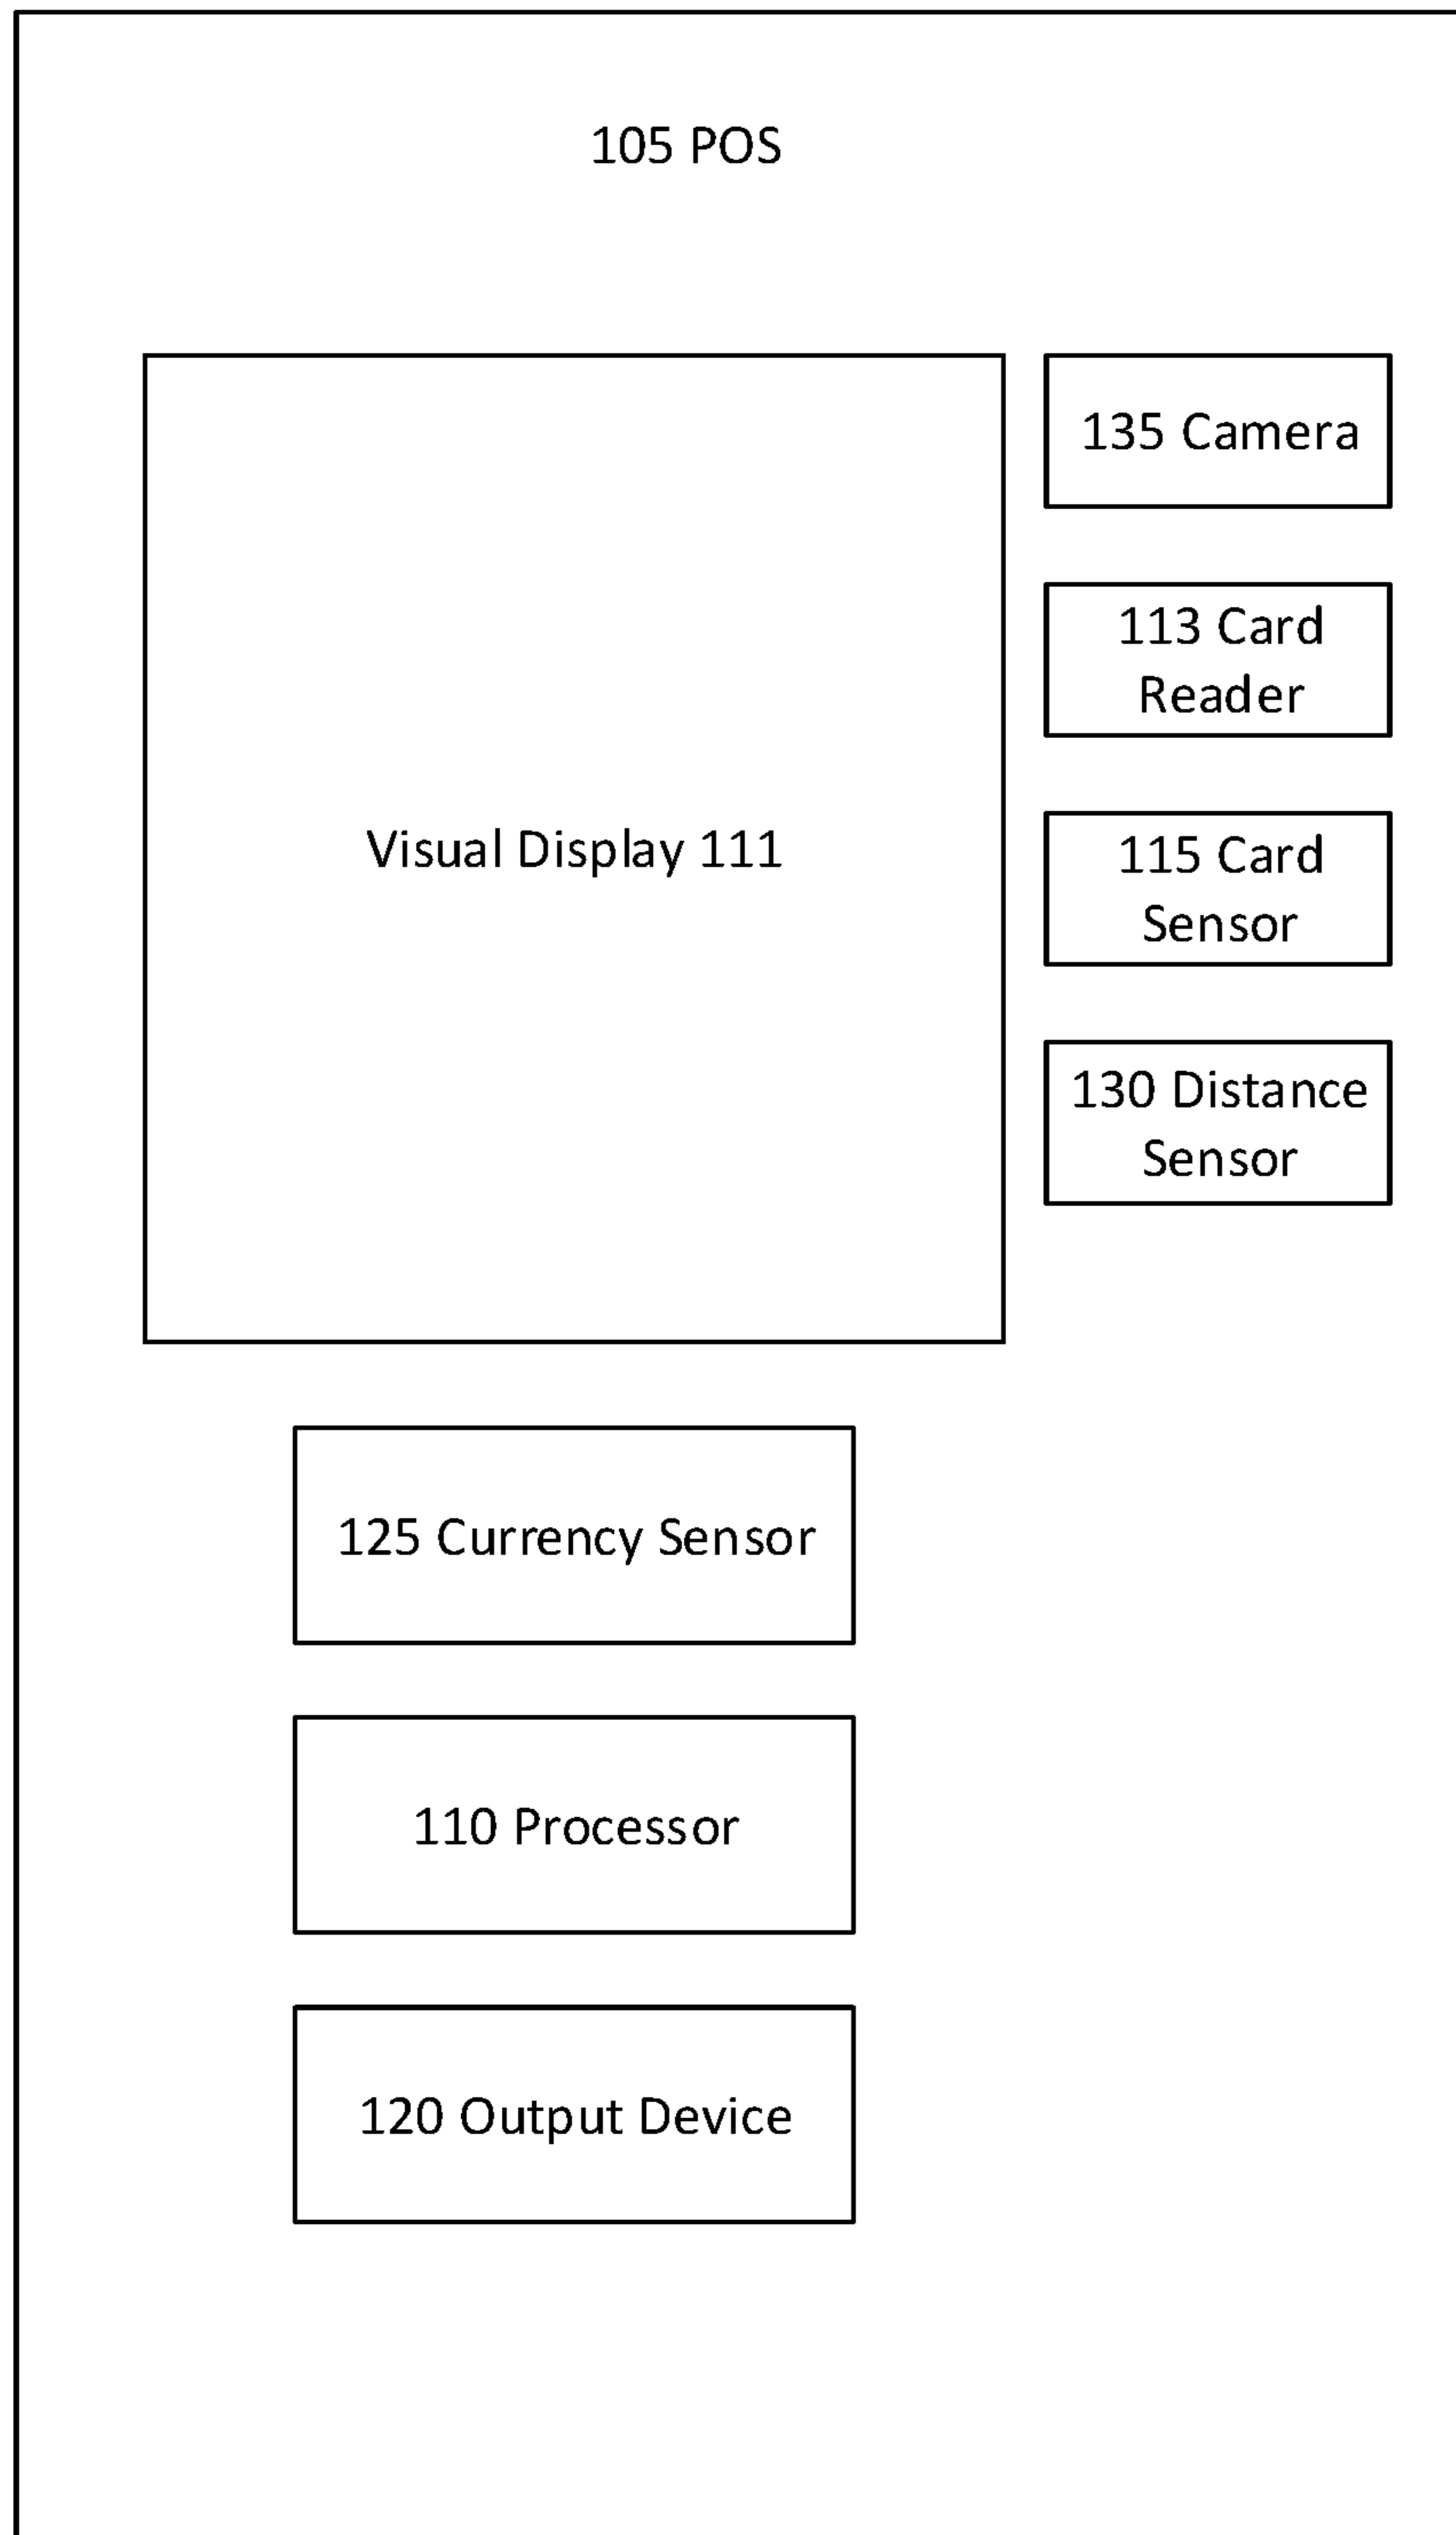 105 POS
Visual Display 111
135 Camera
113 Card
Reader
115 Card
Sensor
130 Distance
Sensor
125 Currency Sensor
110 Processor
120 Output Device